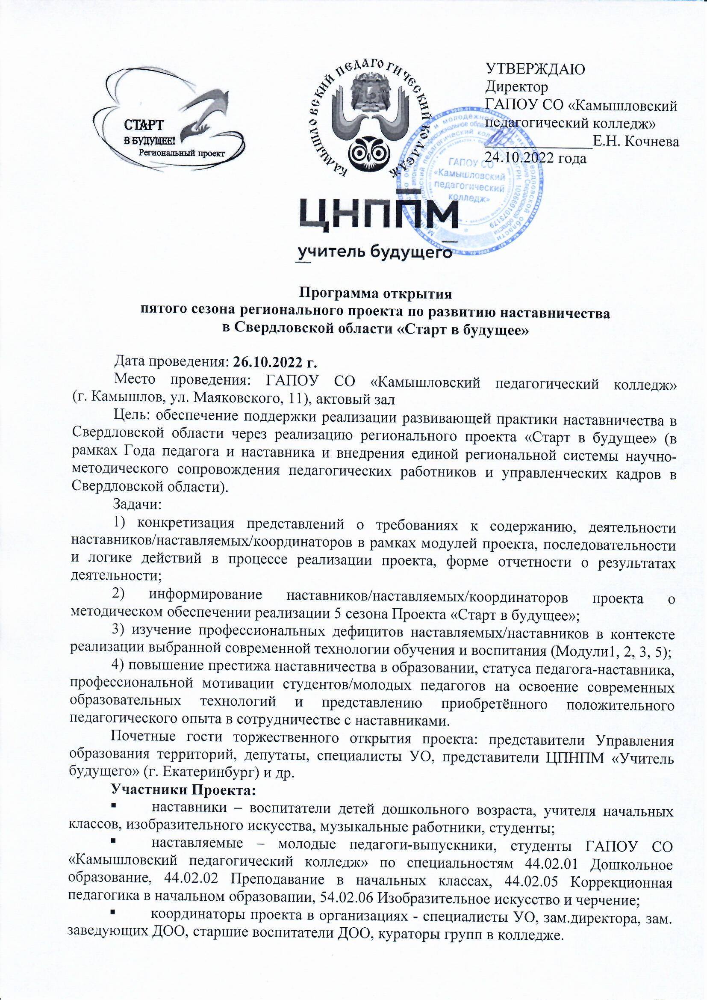 СТАРТ
В БУДУЩЕЕ!
Региональный проект
КАМЫШЛОВСКИЙ ПЕДАГОГИЧЕСКИЙ КОЛЛЕДЖ
УТВЕРЖДАЮ
Директор
ГАПОУ СО «Камышловский
педагогический колледж»
Е.Н. Кочнева
24.10.2022 года
ГАПОУ СО
«Камышловский
педагогический
колледж»
ОГРН 1026601073179
ЦНППМ
учитель будущего
Программа открытия
пятого сезона регионального проекта по развитию наставничества
в Свердловской области «Старт в будущее»
Дата проведения: 26.10.2022 г.
Место проведения: ГАПОУ СО «Камышловский педагогический колледж»
(г. Камышлов, ул. Маяковского, 11), актовый зал
Цель: обеспечение поддержки реализации развивающей практики наставничества в
Свердловской области через реализацию регионального проекта «Старт в будущее» (в
рамках Года педагога и наставника и внедрения единой региональной системы научно-
методического сопровождения педагогических работников и управленческих кадров в
Свердловской области).
Задачи:
1) конкретизация представлений о требованиях к содержанию, деятельности
наставников/наставляемых/координаторов в рамках модулей проекта, последовательности
и логике действий в процессе реализации проекта, форме отчетности о результатах
деятельности;
2) информирование наставников/наставляемых/координаторов проекта о
методическом обеспечении реализации 5 сезона Проекта «Старт в будущее»;
3) изучение профессиональных дефицитов наставляемых/наставников в контексте
реализации выбранной современной технологии обучения и воспитания (Модули1, 2, 3, 5);
4) повышение престижа наставничества в образовании, статуса педагога-наставника,
профессиональной мотивации студентов/молодых педагогов на освоение современных
образовательных технологий и представлению приобретённого положительного
педагогического опыта в сотрудничестве с наставниками.
Почетные гости торжественного открытия проекта: представители Управления
образования территорий, депутаты, специалисты УО, представители ЦПНПМ «Учитель
будущего» (г. Екатеринбург) и др.
Участники Проекта:
▪ наставники – воспитатели детей дошкольного возраста, учителя начальных
классов, изобразительного искусства, музыкальные работники, студенты;
▪ наставляемые – молодые педагоги-выпускники, студенты ГАПОУ СО
«Камышловский педагогический колледж» по специальностям 44.02.01 Дошкольное
образование, 44.02.02 Преподавание в начальных классах, 44.02.05 Коррекционная
педагогика в начальном образовании, 54.02.06 Изобразительное искусство и черчение;
▪ координаторы проекта в организациях - специалисты УО, зам.директора, зам.
заведующих ДОО, старшие воспитатели ДОО, кураторы групп в колледже.